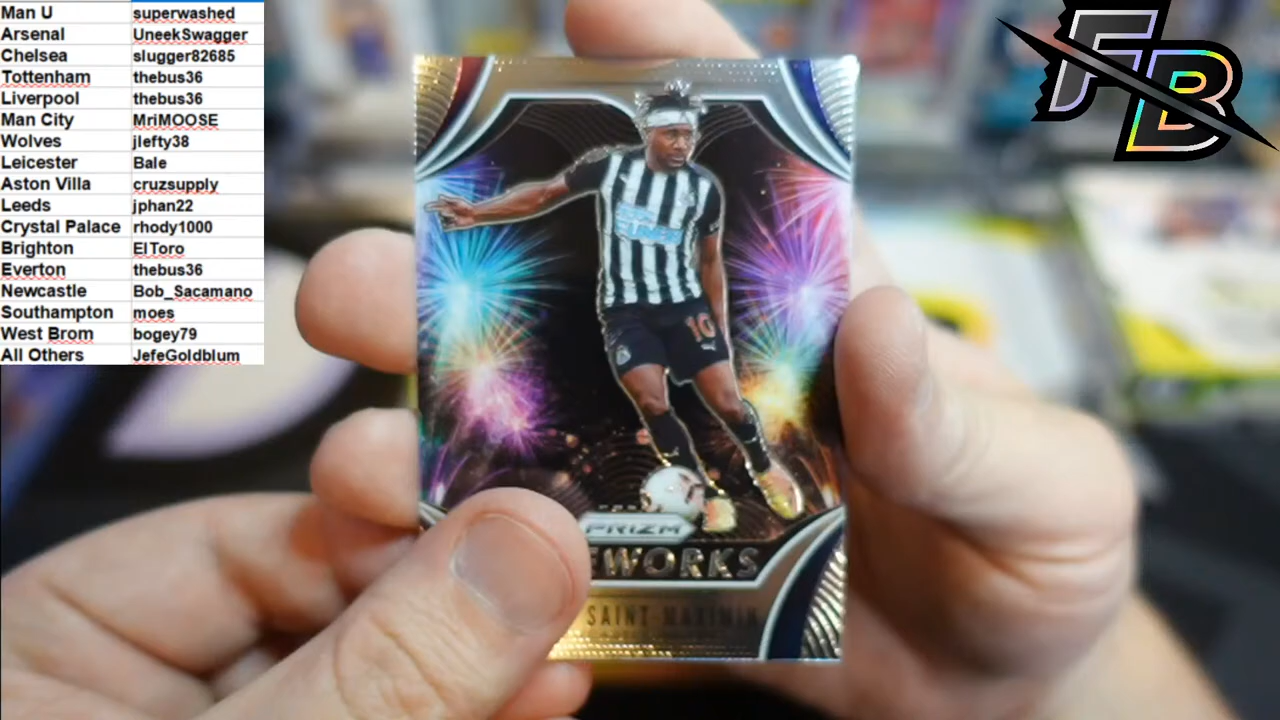 Man U superwashed
Arsenal UneekSwagger
Chelsea slugger82685
Tottenham thebus36
Liverpool thebus36
Man City MriMOOSE
Wolves jlefty38
Leicester Bale
Aston Villa cruzsupply
Leeds jphan22
Crystal Palace rhody1000
Brighton ElToro
Everton thebus36
Newcastle Bob_Sacamano
Southampton moes
West Brom bogey79
All Others JefeGoldblum
FB
10
PRIZM
EWORKS
SAINT-MAXIMIN